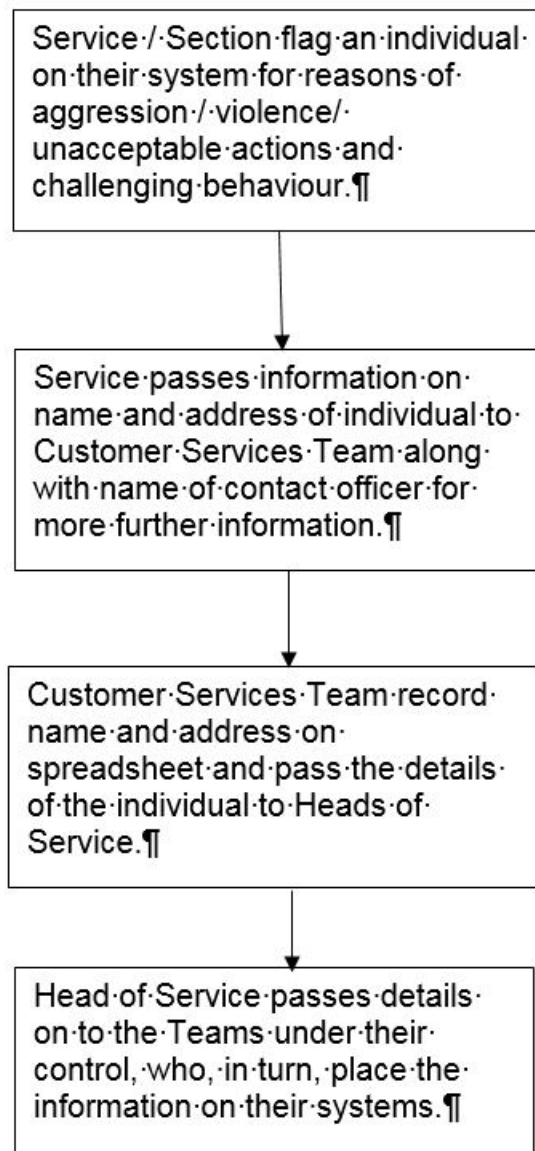 Service / Section flag an individual
on their system for reasons of
aggression / violence/
unacceptable actions and
challenging behaviour.¶
Service passes information on
name and address of individual to
Customer Services Team along
with name of contact officer for
more further information.¶
Customer Services Team record
name and address on
spreadsheet and pass the details
of the individual to Heads of
Service.¶
Head of Service passes details
on to the Teams under their
control, who, in turn, place the
information on their systems.¶